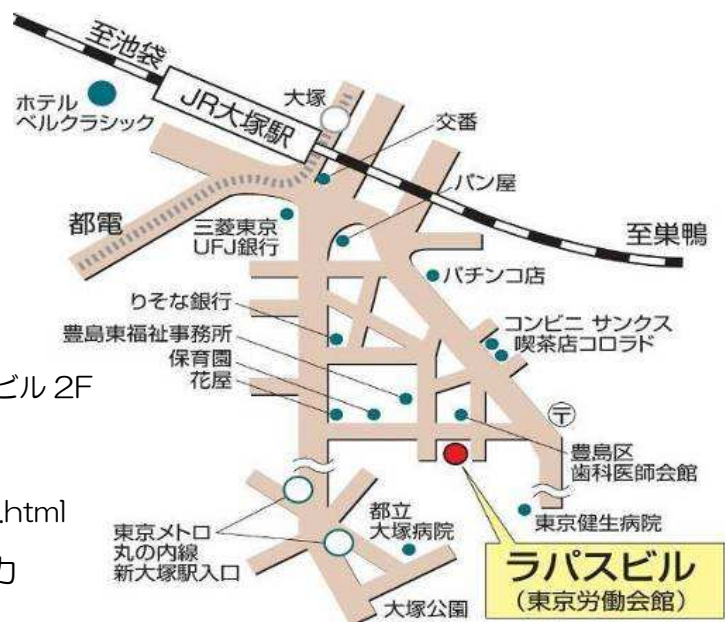 至池袋
ホテル
ベルクラシック
JR大塚駅
大塚
交番
パン屋
都電
三菱東京
UFJ銀行
至巣鴨
パチンコ店
りそな銀行
コンビニ サンクス
喫茶店コロラド
豊島東福祉事務所
保育園
花屋
ビル 2F
〒
豊島区
歯科医師会館
.html
都立
大塚病院
東京健生病院
東京メトロ
丸の内線
新大塚駅入口
力
ラパスビル
(東京労働会館)
大塚公園